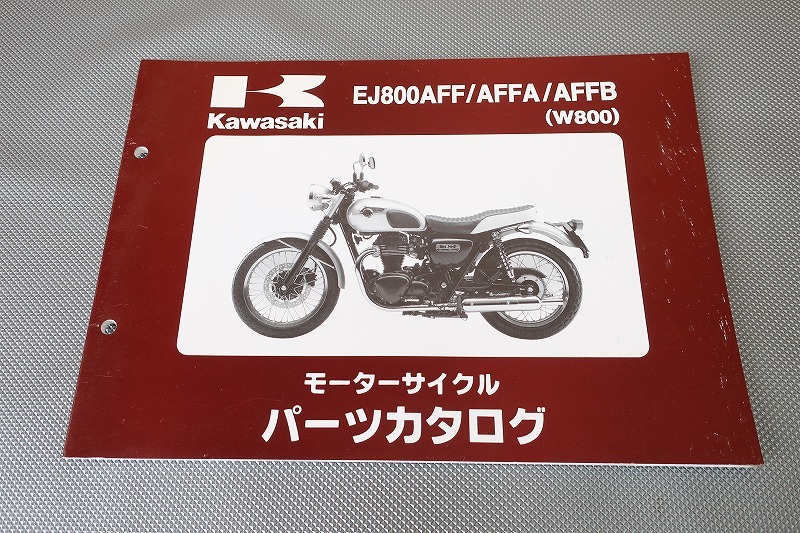 EJ800AFF/AFFA/AFFB
(W800)
Kawasaki
モーターサイクル
パーツカタログ